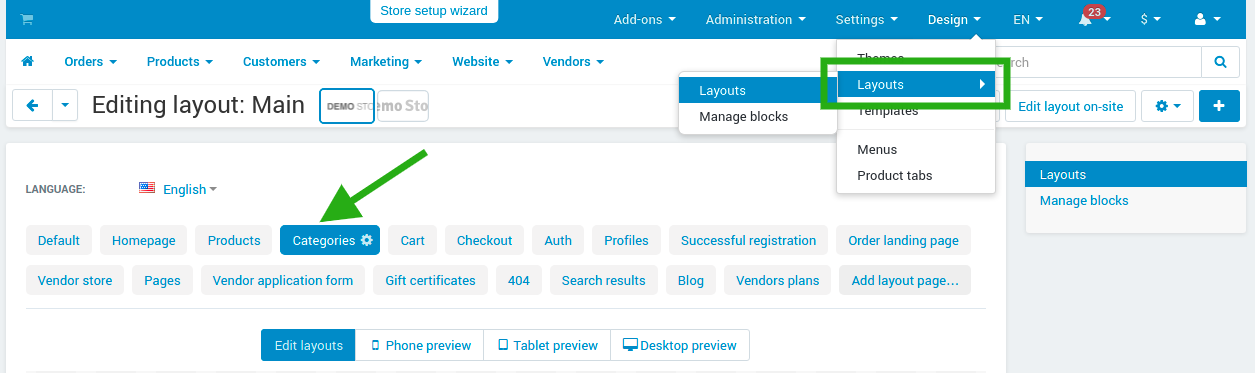 Store setup wizard
Add-ons Administration Settings Design EN 23 $
Orders Products Customers Marketing Website Vendors
Themes
Layouts
Templates
Menus
Product tabs
Layouts
Manage blocks
Editing layout: Main DEMO Edit layout on-site
Layouts
Manage blocks
LANGUAGE: English
Default Homepage Products Categories Cart Checkout Auth Profiles Successful registration Order landing page
Vendor store Pages Vendor application form Gift certificates 404 Search results Blog Vendors plans Add layout page...
Edit layouts Phone preview Tablet preview Desktop preview